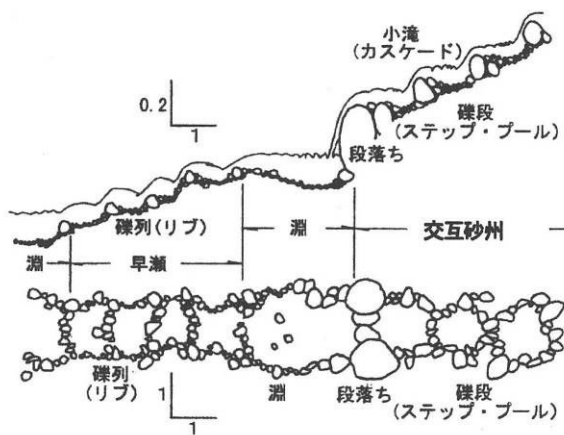 小滝
(カスケード)
0.2
1
礫段
(ステップ・プール)
段落ち
礫列(リブ)
淵
交互砂州
淵
早瀬
礫列
(リブ)
1
1
淵
段落ち
礫段
(ステップ・プール)